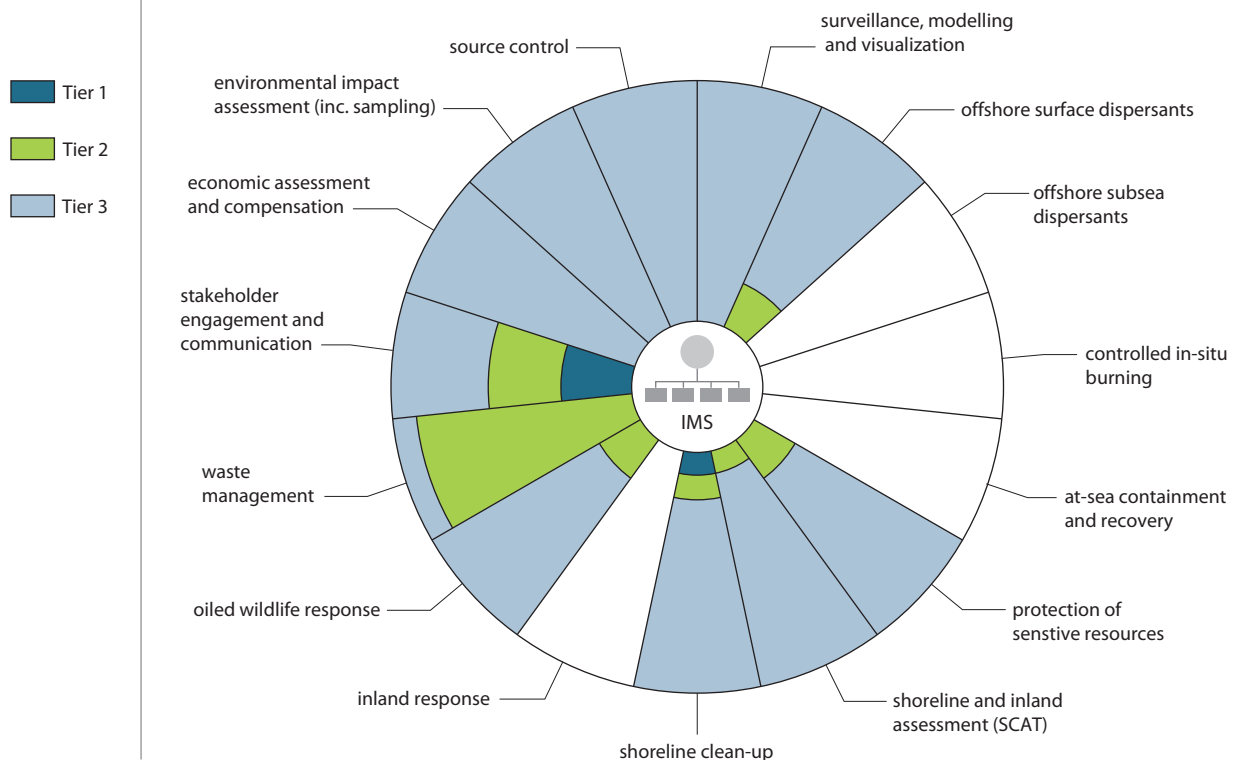 Tier 1
Tier 2
Tier 3
surveillance, modelling
and visualization
offshore surface dispersants
offshore subsea
dispersants
controlled in-situ
burning
at-sea containment
and recovery
protection of
senstive resources
shoreline and inland
assessment (SCAT)
shoreline clean-up
inland response
oiled wildlife response
waste
management
stakeholder
engagement and
communication
economic assessment
and compensation
environmental impact
assessment (inc. sampling)
source control
IMS